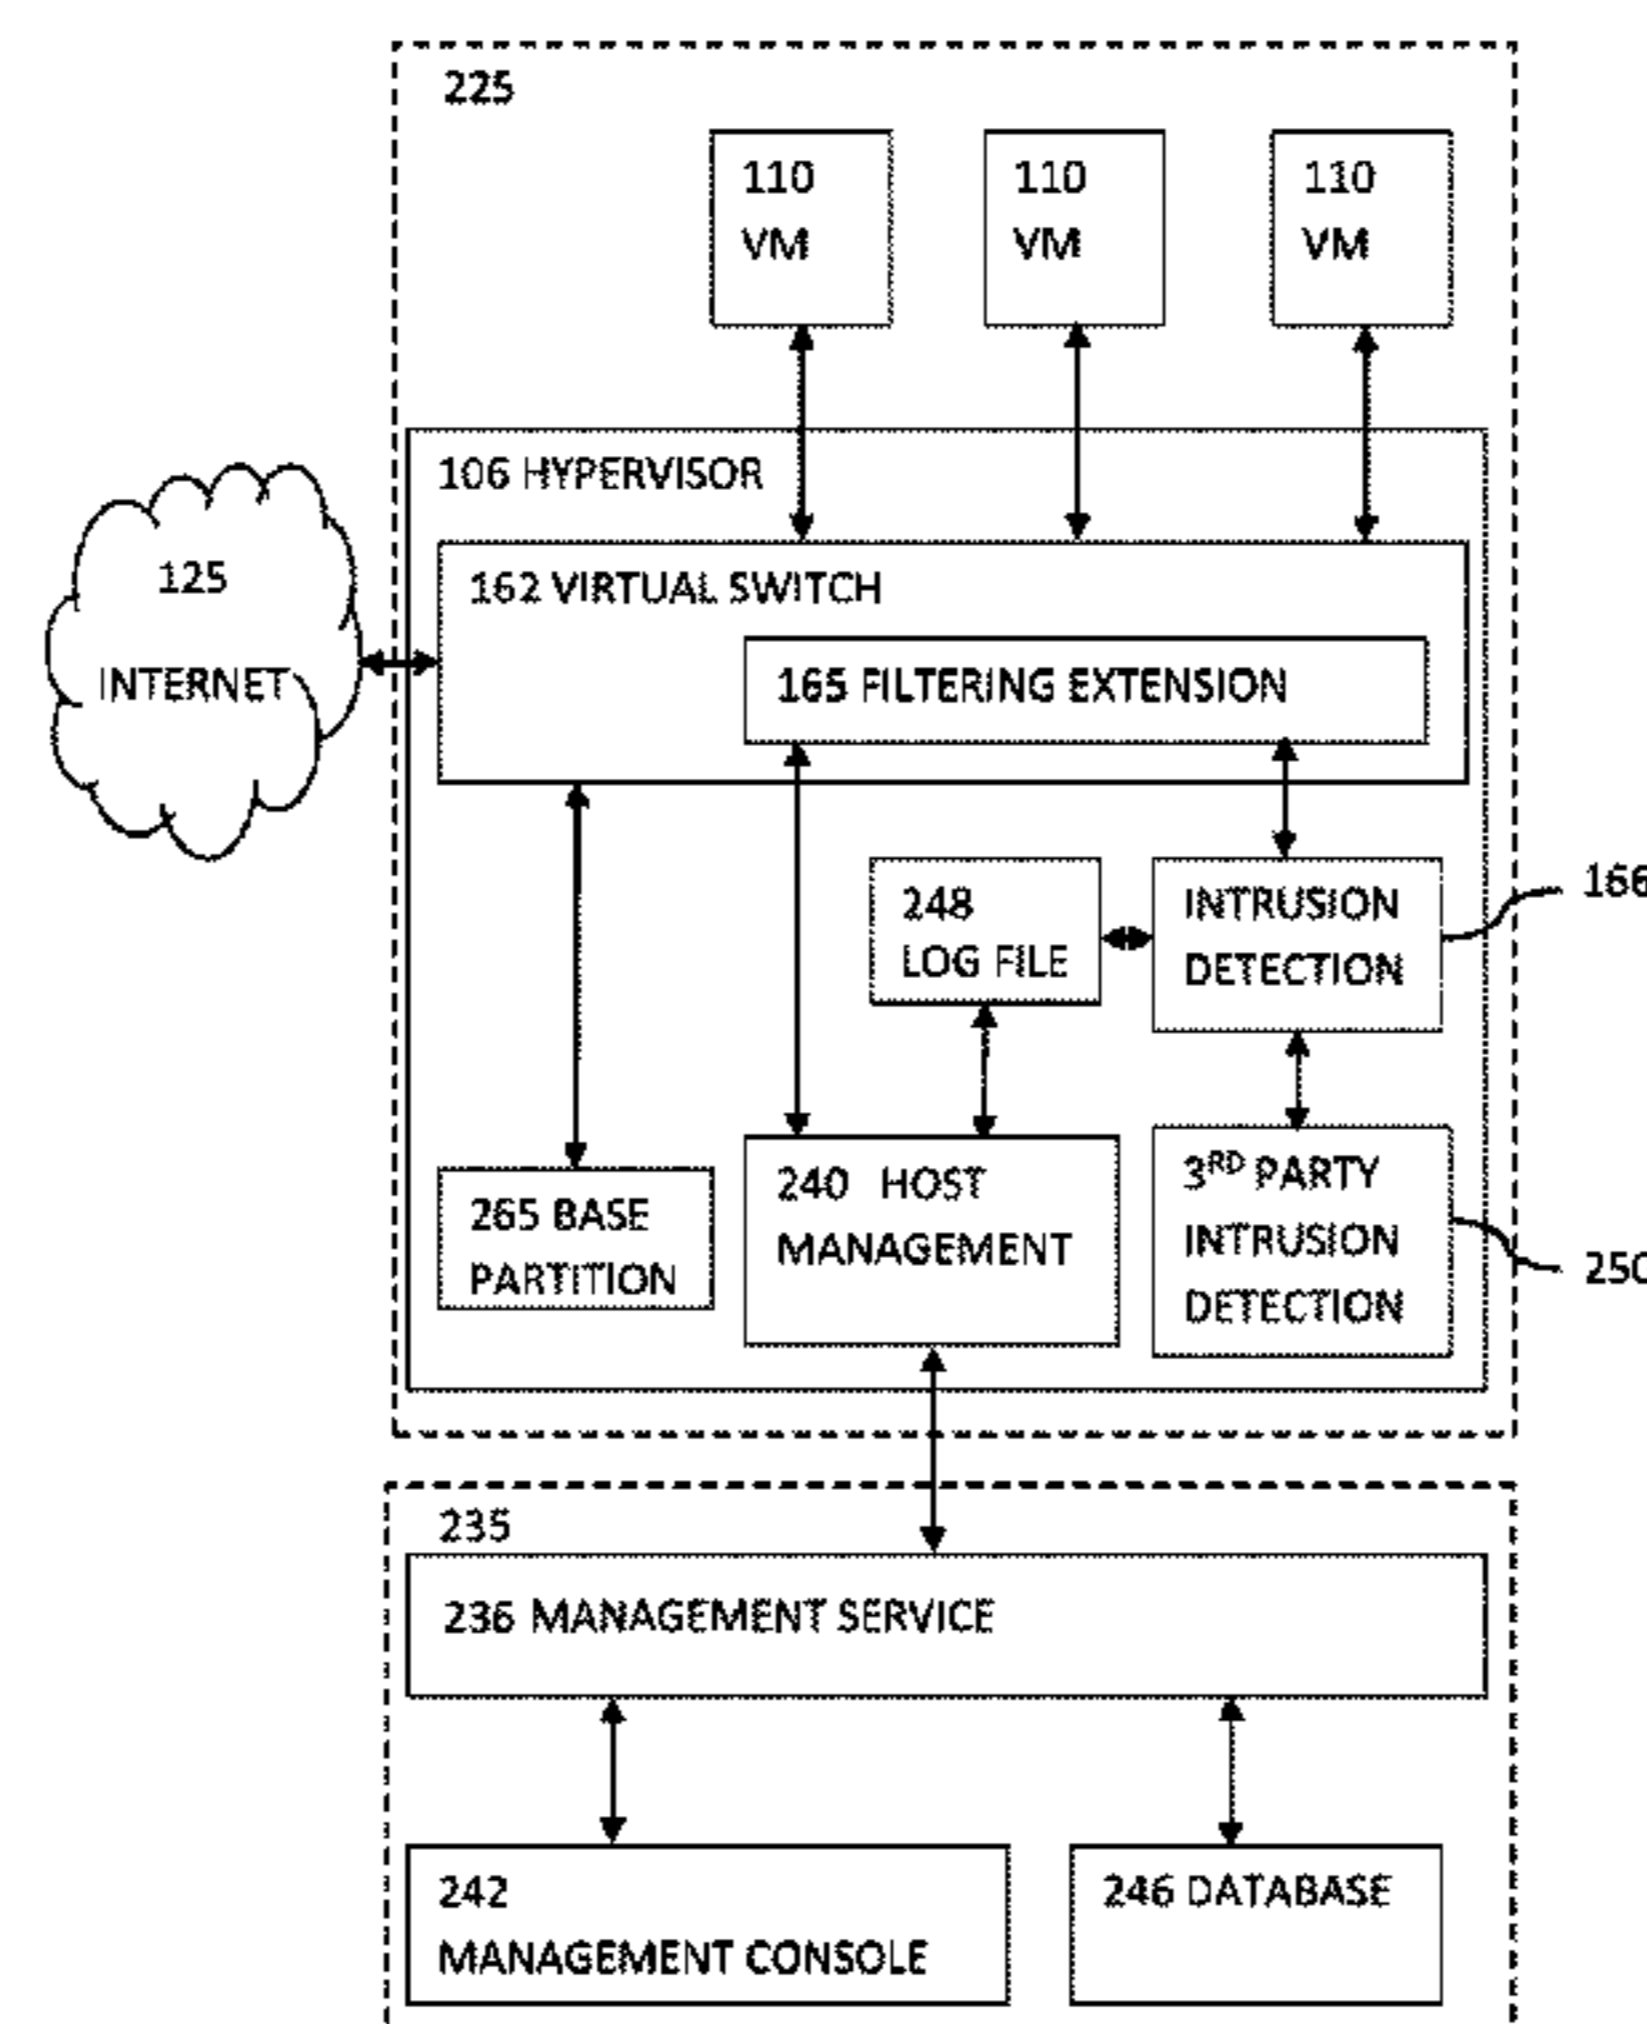 225
110
VM
110
VM
110
VM
106 HYPERVISOR
125
INTERNET
162 VIRTUAL SWITCH
165 FILTERING EXTENSION
248
LOG FILE
INTRUSION
DETECTION
166
265 BASE
PARTITION
240 HOST
MANAGEMENT
3RD PARTY
INTRUSION
DETECTION
250
235
236 MANAGEMENT SERVICE
242
MANAGEMENT CONSOLE
246 DATABASE